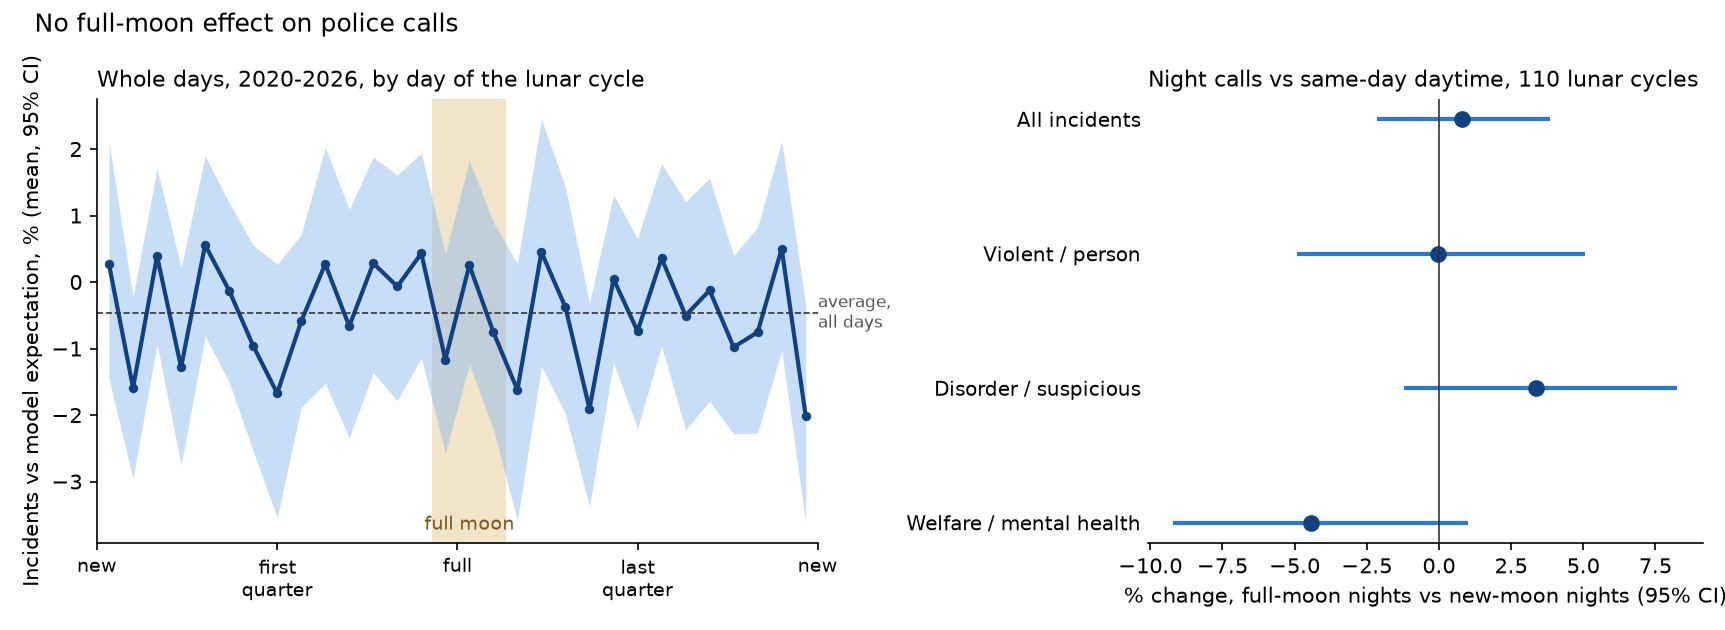 No full-moon effect on police calls
Whole days, 2020-2026, by day of the lunar cycle
Incidents vs model expectation, % (mean, 95% CI)
2
1
0
−1
−2
−3
average,
all days
full moon
new
first
quarter
full
last
quarter
new
Night calls vs same-day daytime, 110 lunar cycles
All incidents
Violent / person
Disorder / suspicious
Welfare / mental health
−10.0 −7.5 −5.0 −2.5 0.0 2.5 5.0 7.5
% change, full-moon nights vs new-moon nights (95% CI)